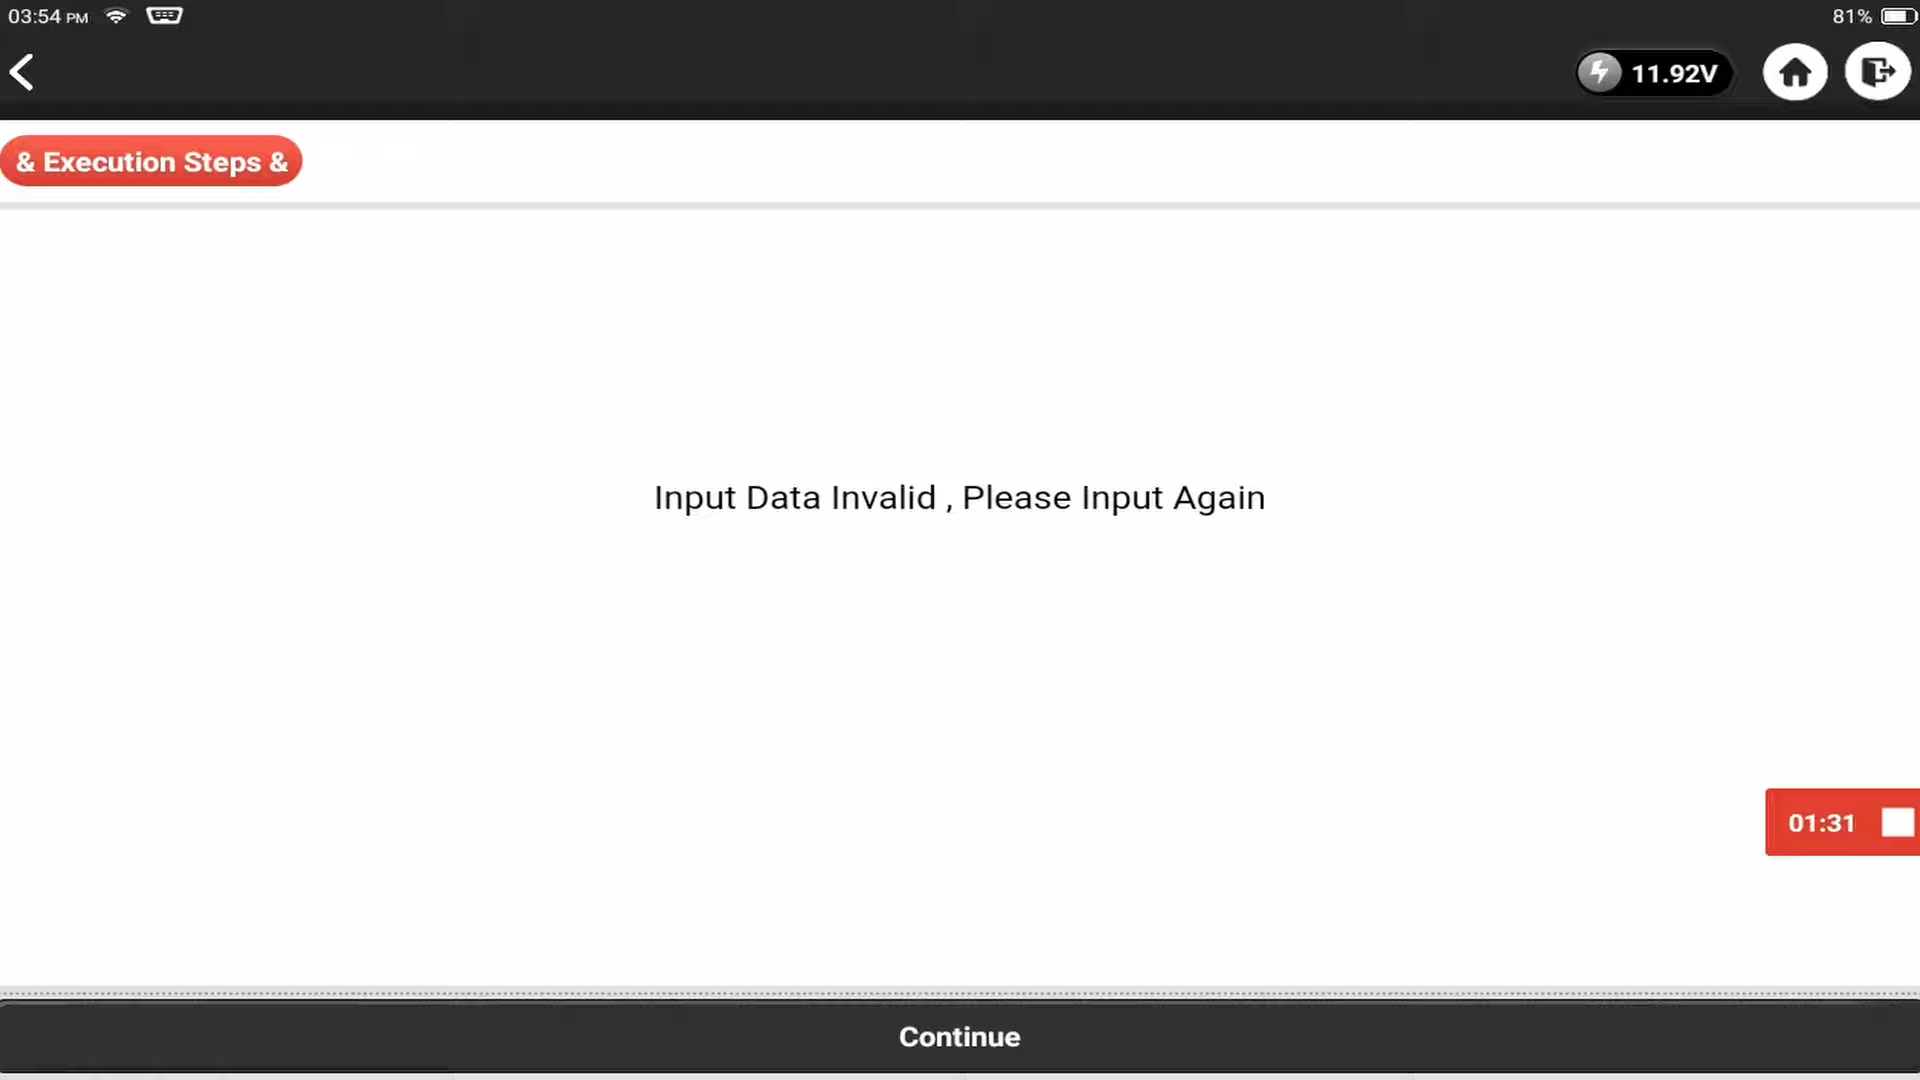 03:54 PM
81%
11.92V
& Execution Steps &
Input Data Invalid , Please Input Again
01:31
Continue